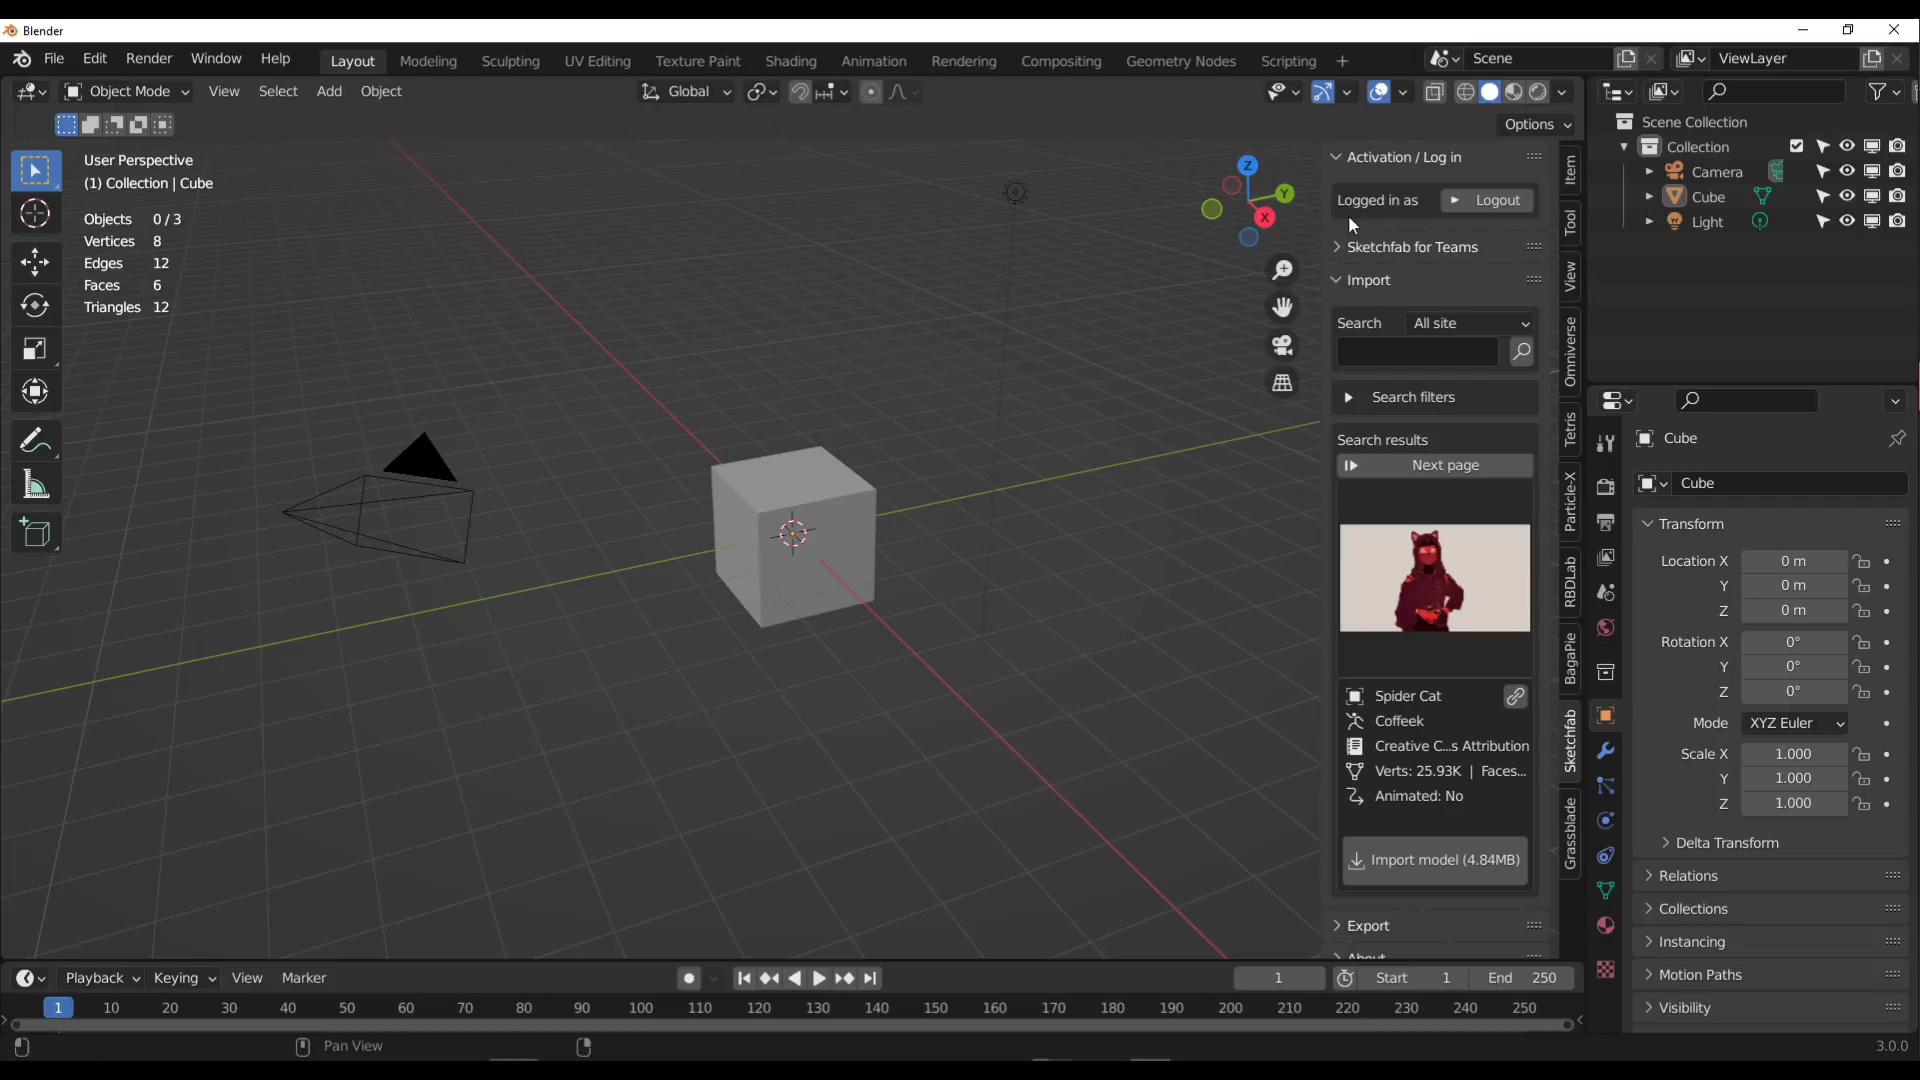 Blender
File Edit Render Window Help Layout Modeling Sculpting UV Editing Texture Paint Shading Animation Rendering Compositing Geometry Nodes Scripting + Scene ViewLayer
Object Mode View Select Add Object Global
Options
User Perspective
(1) Collection | Cube
Objects 0 / 3
Vertices 8
Edges 12
Faces 6
Triangles 12
Z
Y
X
Activation / Log in
Logged in as Logout
Sketchfab for Teams
Import
Search All site
Search filters
Search results
Next page
Spider Cat
Coffeek
Creative C...s Attribution
Verts: 25.93K | Faces...
Animated: No
Import model (4.84MB)
Export
About
Item
Tool
View
Omniverse
Tetris
Particle-X
RBDLab
BagaPie
Sketchfab
Grassblade
Scene Collection
Collection
Camera
Cube
Light
Cube
Cube
Transform
Location X 0 m
Y 0 m
Z 0 m
Rotation X 0°
Y 0°
Z 0°
Mode XYZ Euler
Scale X 1.000
Y 1.000
Z 1.000
Delta Transform
Relations
Collections
Instancing
Motion Paths
Visibility
Playback Keying View Marker 1 Start 1 End 250
1 10 20 30 40 50 60 70 80 90 100 110 120 130 140 150 160 170 180 190 200 210 220 230 240 250
Pan View 3.0.0